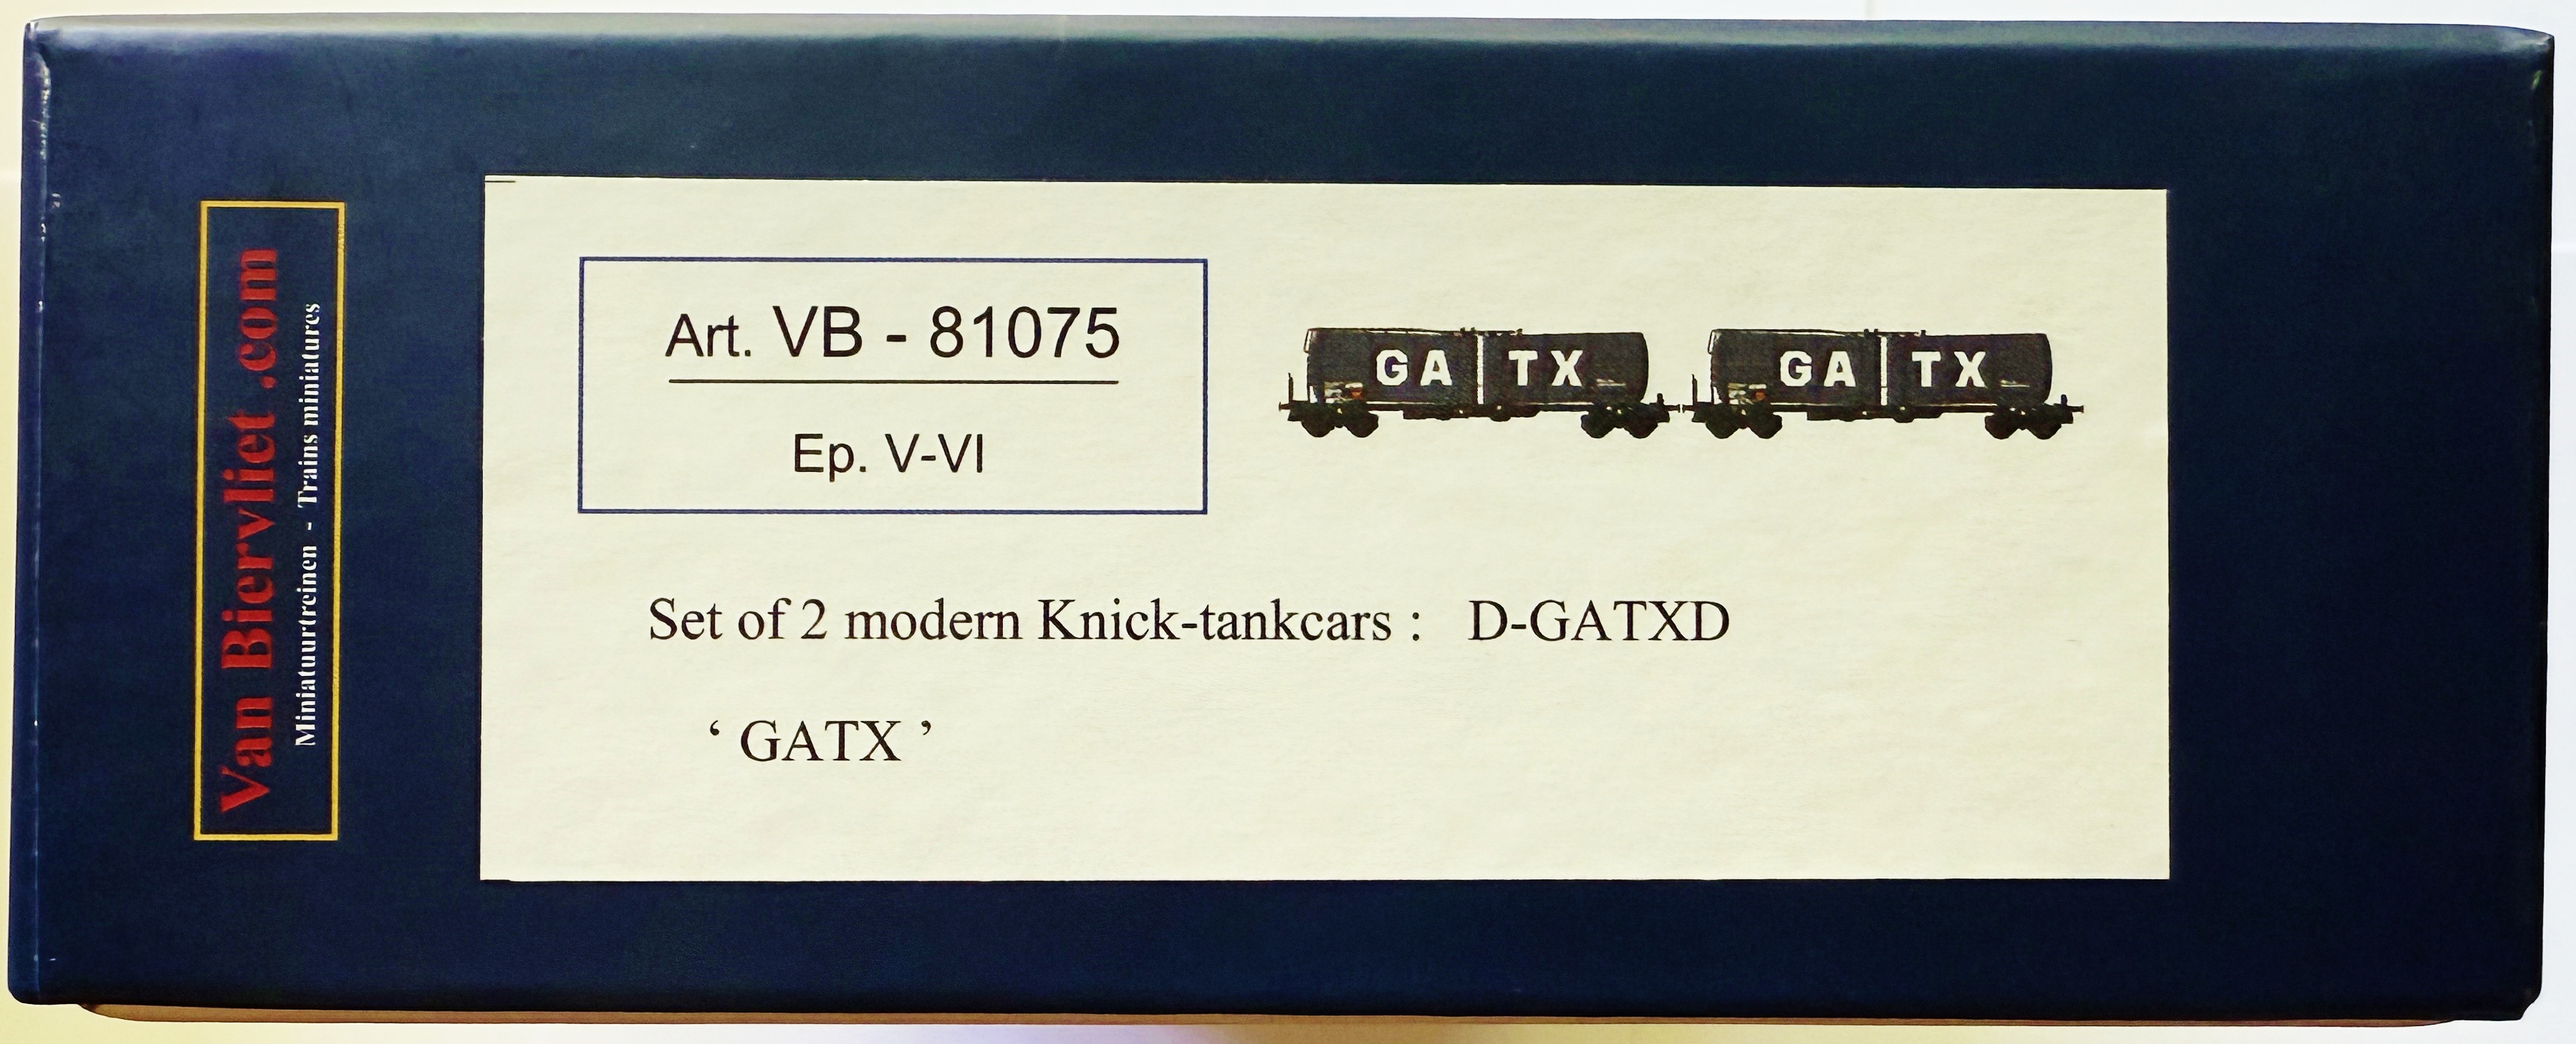 Van Biervliet .com
Miniatuurtreinen - Trains miniatures
Art. VB - 81075
Ep. V-VI
GA TX GA TX
Set of 2 modern Knick-tankcars : D-GATXD
‘ GATX ’